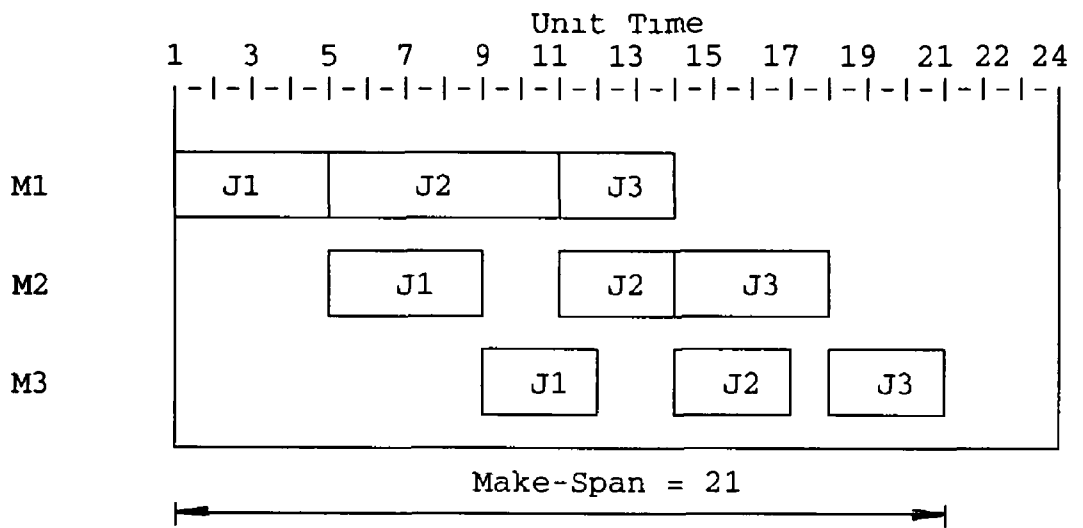 Unit Time
1 3 5 7 9 11 13 15 17 19 21 22 24
M1 J1 J2 J3
M2 J1 J2 J3
M3 J1 J2 J3
Make-Span = 21